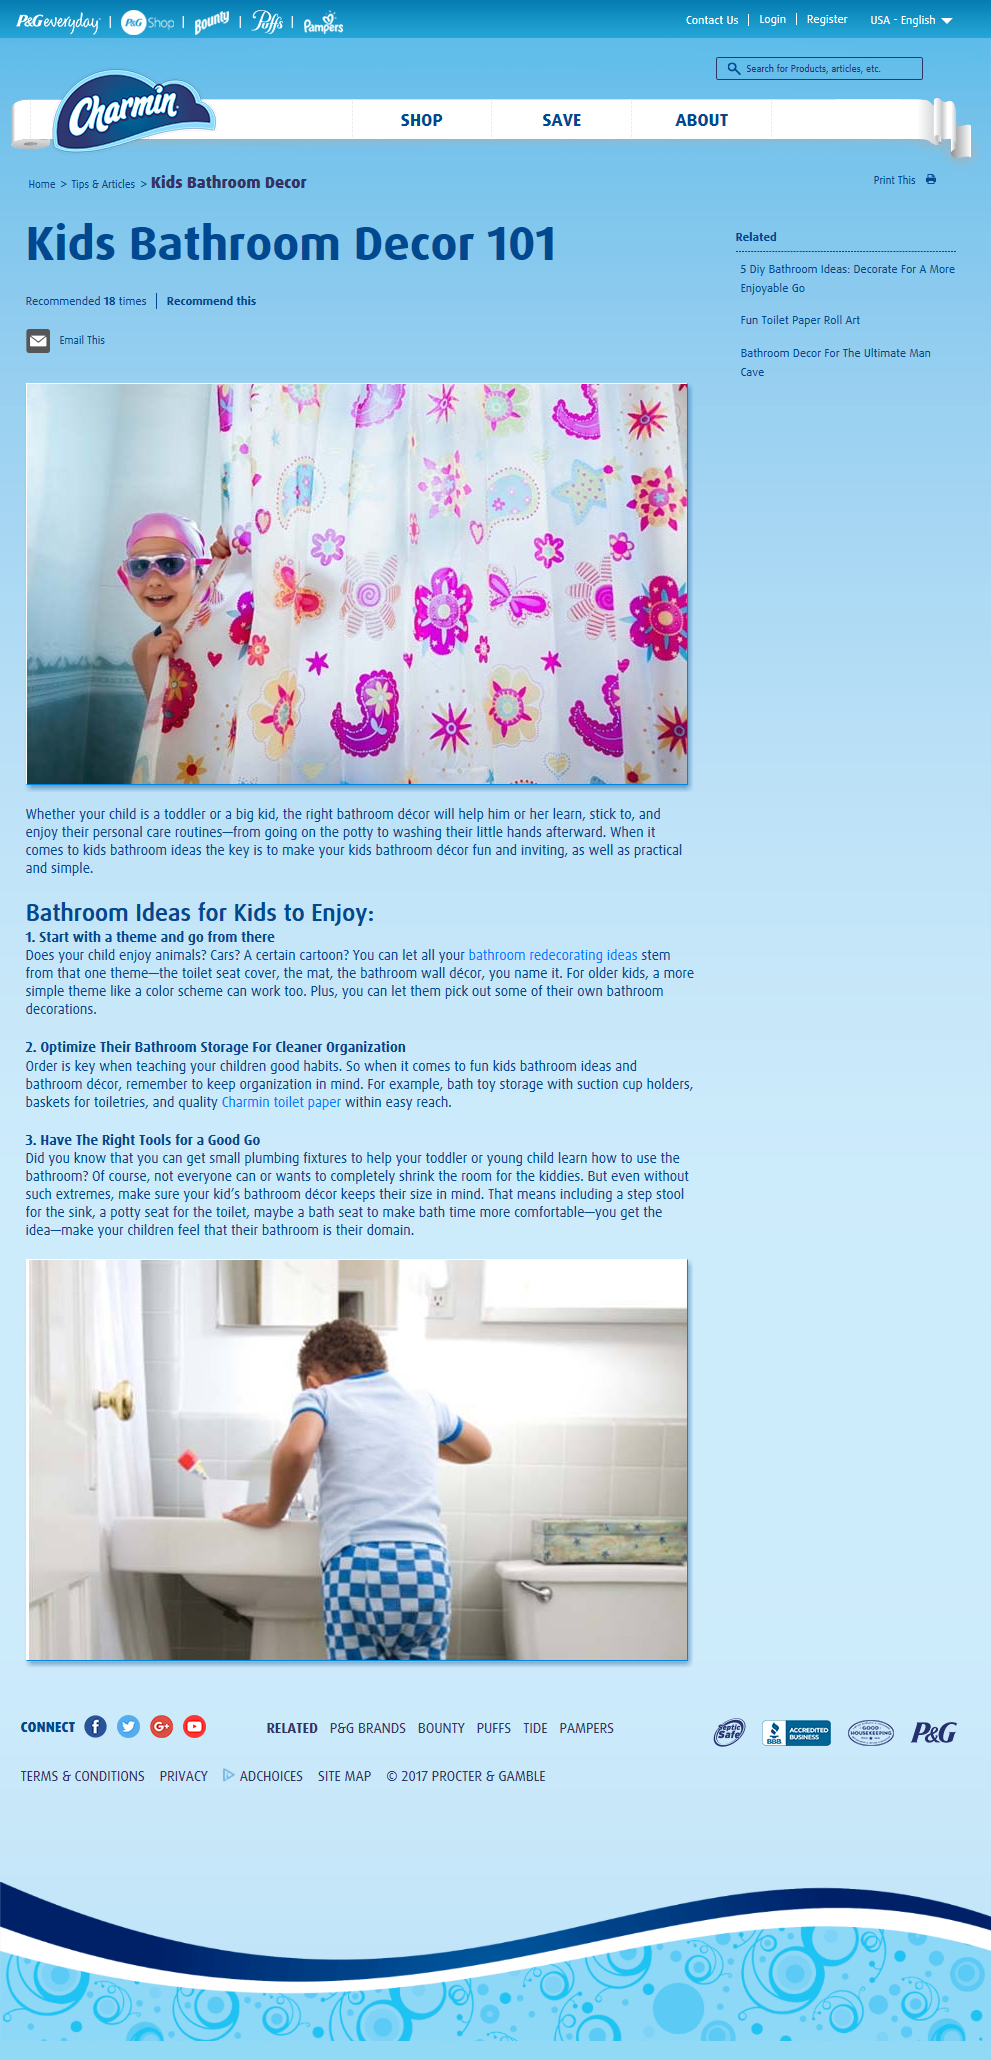 P&G everyday | P&G Shop | Bounty | Puffs | Pampers
Contact Us | Login | Register USA - English
Search for Products, articles, etc.
Charmin
SHOP SAVE ABOUT
Home > Tips & Articles > Kids Bathroom Decor
Print This
Kids Bathroom Decor 101
Recommended 18 times | Recommend this
Email This
Related
5 Diy Bathroom Ideas: Decorate For A More
Enjoyable Go
Fun Toilet Paper Roll Art
Bathroom Decor For The Ultimate Man
Cave
Whether your child is a toddler or a big kid, the right bathroom décor will help him or her learn, stick to, and
enjoy their personal care routines—from going on the potty to washing their little hands afterward. When it
comes to kids bathroom ideas the key is to make your kids bathroom décor fun and inviting, as well as practical
and simple.
Bathroom Ideas for Kids to Enjoy:
1. Start with a theme and go from there
Does your child enjoy animals? Cars? A certain cartoon? You can let all your bathroom redecorating ideas stem
from that one theme—the toilet seat cover, the mat, the bathroom wall décor, you name it. For older kids, a more
simple theme like a color scheme can work too. Plus, you can let them pick out some of their own bathroom
decorations.
2. Optimize Their Bathroom Storage For Cleaner Organization
Order is key when teaching your children good habits. So when it comes to fun kids bathroom ideas and
bathroom décor, remember to keep organization in mind. For example, bath toy storage with suction cup holders,
baskets for toiletries, and quality Charmin toilet paper within easy reach.
3. Have The Right Tools for a Good Go
Did you know that you can get small plumbing fixtures to help your toddler or young child learn how to use the
bathroom? Of course, not everyone can or wants to completely shrink the room for the kiddies. But even without
such extremes, make sure your kid's bathroom décor keeps their size in mind. That means including a step stool
for the sink, a potty seat for the toilet, maybe a bath seat to make bath time more comfortable—you get the
idea—make your children feel that their bathroom is their domain.
CONNECT f G+ RELATED P&G BRANDS BOUNTY PUFFS TIDE PAMPERS
Septic Safe BBB ACCREDITED BUSINESS GOOD HOUSEKEEPING P&G
TERMS & CONDITIONS PRIVACY ADCHOICES SITE MAP © 2017 PROCTER & GAMBLE